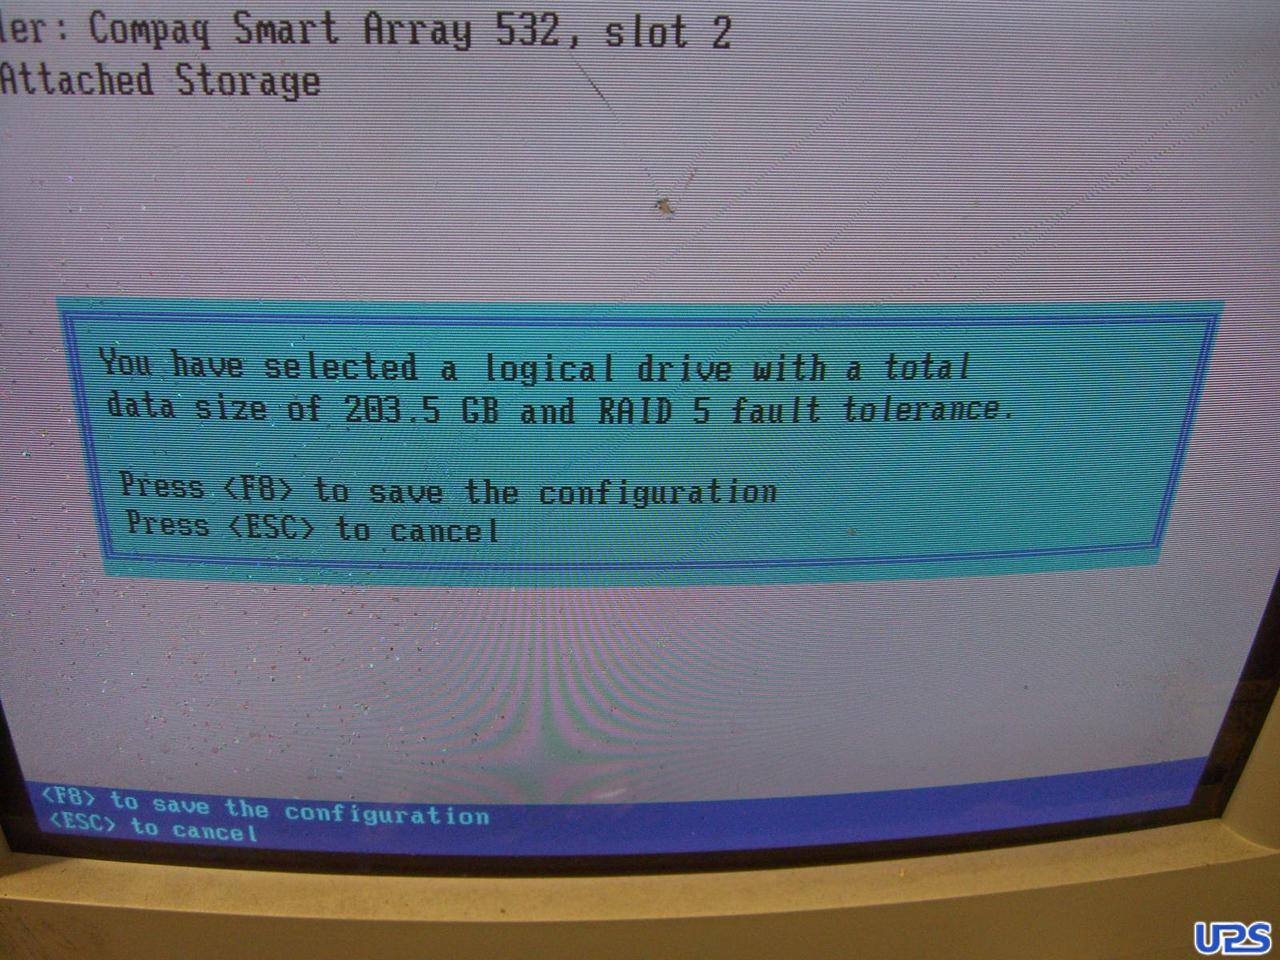 ler: Compaq Smart Array 532, slot 2
Attached Storage
You have selected a logical drive with a total
data size of 203.5 GB and RAID 5 fault tolerance.
Press <F8> to save the configuration
Press <ESC> to cancel
<F8> to save the configuration
<ESC> to cancel
UPS